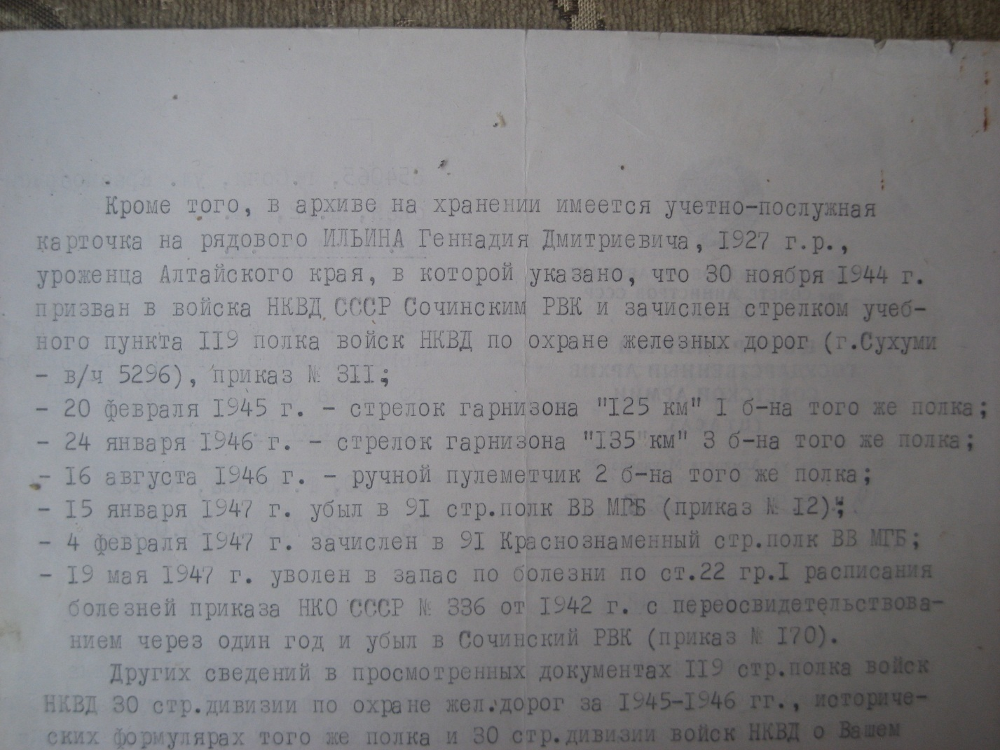 Кроме того, в архиве на хранении имеется учетно-послужная
карточка на рядового ИЛЬИНА Геннадия Дмитриевича, 1927 г.р.,
уроженца Алтайского края, в которой указано, что 30 ноября 1944 г.
призван в войска НКВД СССР Сочинским РВК и зачислен стрелком учеб-
ного пункта 119 полка войск НКВД по охране железных дорог (г.Сухуми
- в/ч 5296), приказ № 311;
- 20 февраля 1945 г. - стрелок гарнизона "125 км" 1 б-на того же полка;
- 24 января 1946 г. - стрелок гарнизона "135 км" 3 б-на того же полка;
- 16 августа 1946 г. - ручной пулеметчик 2 б-на того же полка;
- 15 января 1947 г. убыл в 91 стр.полк ВВ МГБ (приказ № 12);
- 4 февраля 1947 г. зачислен в 91 Краснознаменный стр.полк ВВ МГБ;
- 19 мая 1947 г. уволен в запас по болезни по ст.22 гр.1 расписания
болезней приказа НКО СССР № 336 от 1942 г. с переосвидетельствова-
нием через один год и убыл в Сочинский РВК (приказ № 170).
Других сведений в просмотренных документах 119 стр.полка войск
НКВД 30 стр.дивизии по охране жел.дорог за 1945-1946 гг., историче-
ских формулярах того же полка и 30 стр.дивизии войск НКВД о Вашем